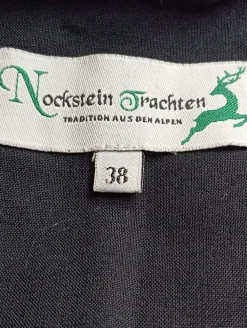 Nockstein Trachten
TRADITION AUS DEN ALPEN
38